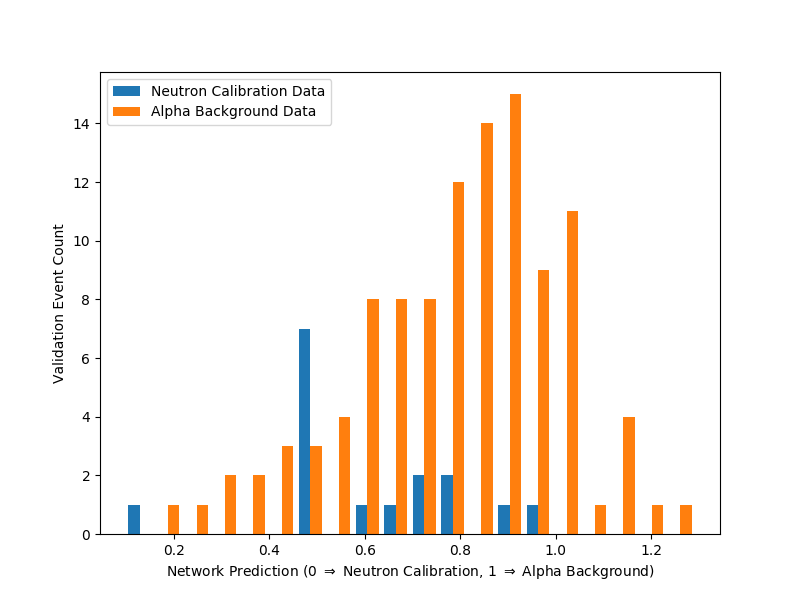 Neutron Calibration Data
Alpha Background Data
Validation Event Count
14
12
10
8
6
4
2
0
0.2 0.4 0.6 0.8 1.0 1.2
Network Prediction (0 ⇒ Neutron Calibration, 1 ⇒ Alpha Background)